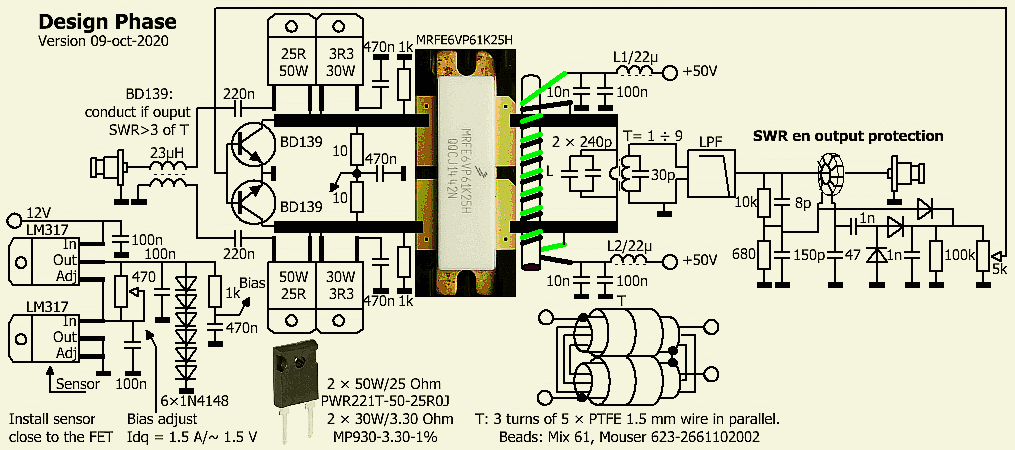 Design Phase
Version 09-oct-2020
MRFE6VP61K25H
25R
50W
3R3
30W
470n
1k
L1/22µ
+50V
10n
100n
BD139:
conduct if ouput
SWR>3 of T
220n
BD139
23µH
10
470n
10
BD139
2 × 240p
T= 1 ÷ 9
LPF
SWR en output protection
L
30p
10k
8p
1n
680
150p
47
1n
100k
5k
MRFE6VP61K25H
12V
LM317
In
Out
Adj
100n
220n
100n
470
1k
Bias
470n
LM317
In
Out
Adj
Sensor
100n
6×1N4148
50W
25R
30W
3R3
470n
1k
L2/22µ
+50V
10n
100n
T
2 × 50W/25 Ohm
PWR221T-50-25R0J
2 × 30W/3.30 Ohm
MP930-3.30-1%
Install sensor
close to the FET
Bias adjust
Idq = 1.5 A/~ 1.5 V
T: 3 turns of 5 × PTFE 1.5 mm wire in parallel.
Beads: Mix 61, Mouser 623-2661102002